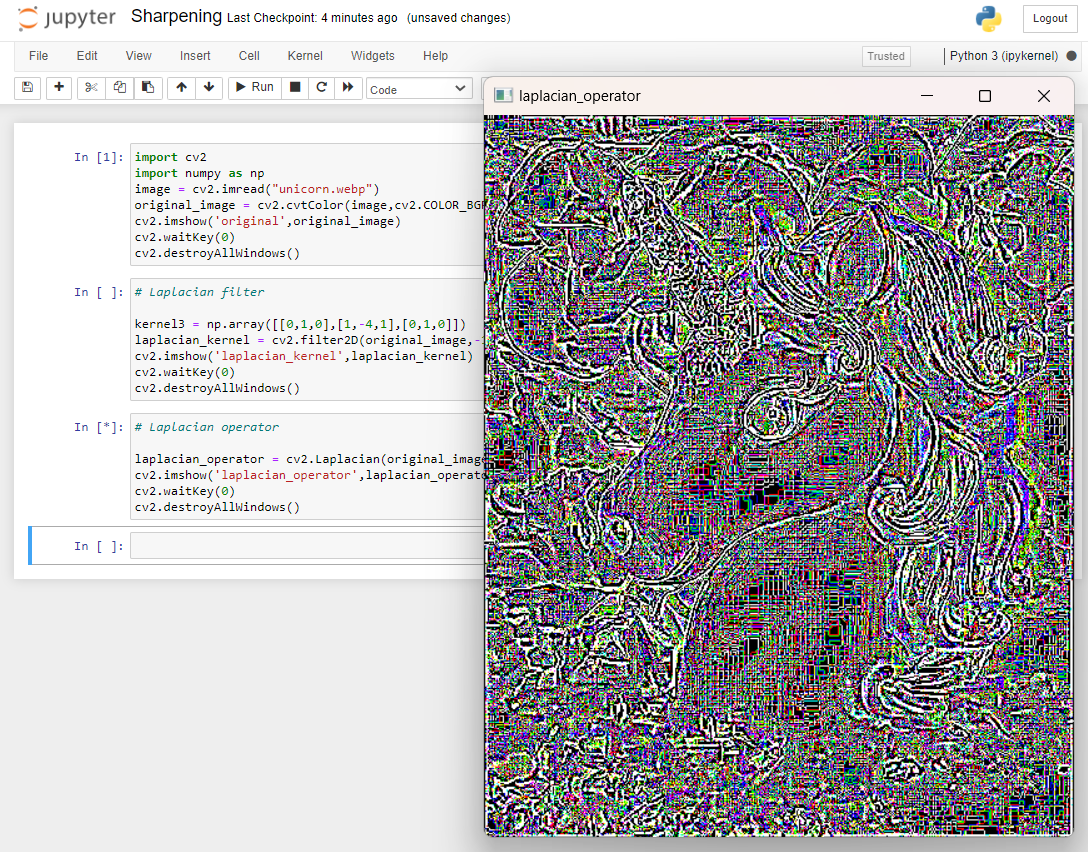 jupyter Sharpening Last Checkpoint: 4 minutes ago (unsaved changes) Logout
File Edit View Insert Cell Kernel Widgets Help Trusted Python 3 (ipykernel)
Run Code
laplacian_operator
In [1]: import cv2
import numpy as np
image = cv2.imread("unicorn.webp")
original_image = cv2.cvtColor(image,cv2.COLOR_BG
cv2.imshow('original',original_image)
cv2.waitKey(0)
cv2.destroyAllWindows()
In [ ]: # Laplacian filter
kernel3 = np.array([[0,1,0],[1,-4,1],[0,1,0]])
laplacian_kernel = cv2.filter2D(original_image,-
cv2.imshow('laplacian_kernel',laplacian_kernel)
cv2.waitKey(0)
cv2.destroyAllWindows()
In [*]: # Laplacian operator
laplacian_operator = cv2.Laplacian(original_imag
cv2.imshow('laplacian_operator',laplacian_operat
cv2.waitKey(0)
cv2.destroyAllWindows()
In [ ]: